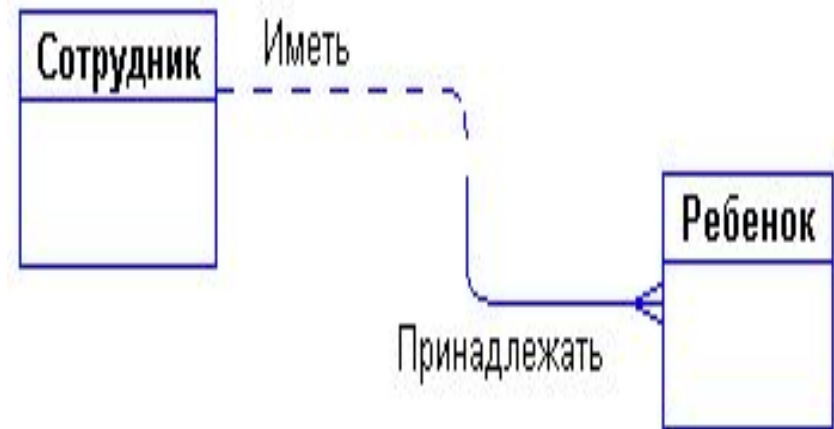 Сотрудник
Иметь
Ребенок
Принадлежать